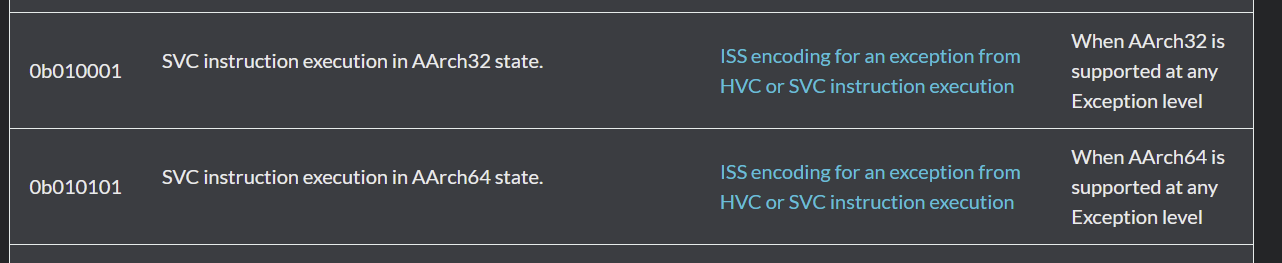 0b010001
SVC instruction execution in AArch32 state.
ISS encoding for an exception from
HVC or SVC instruction execution
When AArch32 is
supported at any
Exception level
0b010101
SVC instruction execution in AArch64 state.
ISS encoding for an exception from
HVC or SVC instruction execution
When AArch64 is
supported at any
Exception level